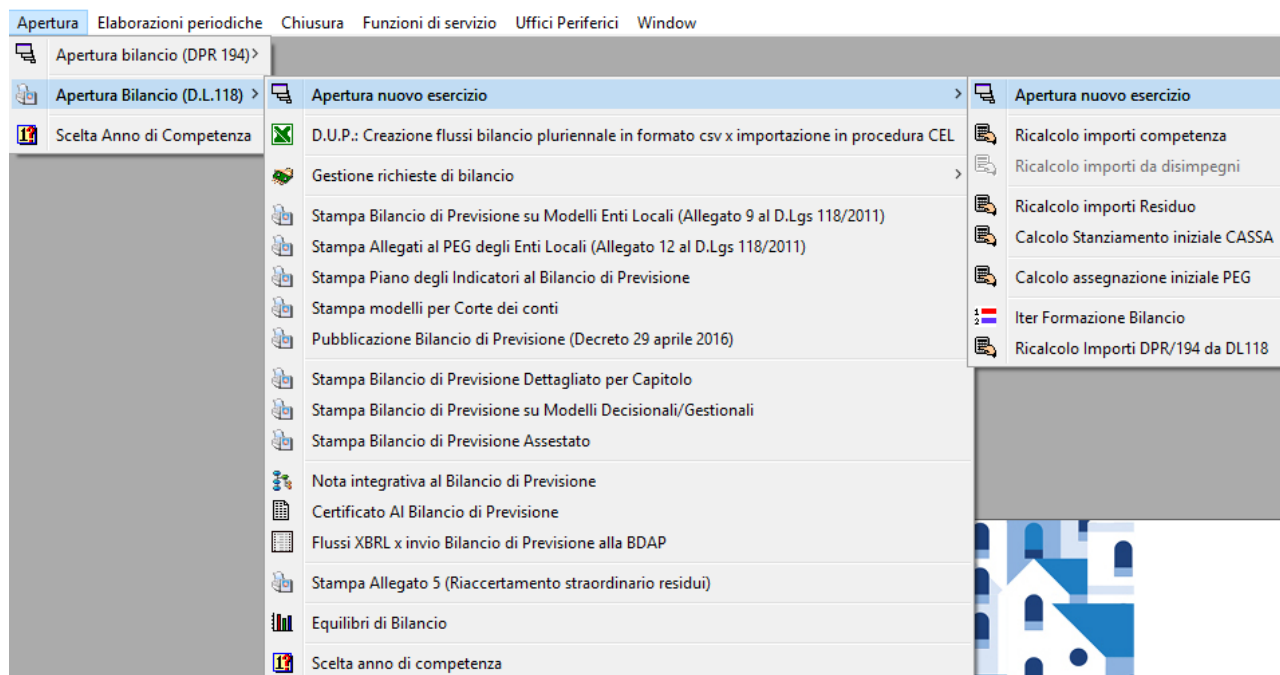 Apertura Elaborazioni periodiche Chiusura Funzioni di servizio Uffici Periferici Window
Apertura bilancio (DPR 194)
Apertura Bilancio (D.L.118)
Scelta Anno di Competenza
Apertura nuovo esercizio
D.U.P.: Creazione flussi bilancio pluriennale in formato csv x importazione in procedura CEL
Gestione richieste di bilancio
Stampa Bilancio di Previsione su Modelli Enti Locali (Allegato 9 al D.Lgs 118/2011)
Stampa Allegati al PEG degli Enti Locali (Allegato 12 al D.Lgs 118/2011)
Stampa Piano degli Indicatori al Bilancio di Previsione
Stampa modelli per Corte dei conti
Pubblicazione Bilancio di Previsione (Decreto 29 aprile 2016)
Stampa Bilancio di Previsione Dettagliato per Capitolo
Stampa Bilancio di Previsione su Modelli Decisionali/Gestionali
Stampa Bilancio di Previsione Assestato
Nota integrativa al Bilancio di Previsione
Certificato Al Bilancio di Previsione
Flussi XBRL x invio Bilancio di Previsione alla BDAP
Stampa Allegato 5 (Riaccertamento straordinario residui)
Equilibri di Bilancio
Scelta anno di competenza
Apertura nuovo esercizio
Ricalcolo importi competenza
Ricalcolo importi da disimpegni
Ricalcolo importi Residuo
Calcolo Stanziamento iniziale CASSA
Calcolo assegnazione iniziale PEG
Iter Formazione Bilancio
Ricalcolo Importi DPR/194 da DL118